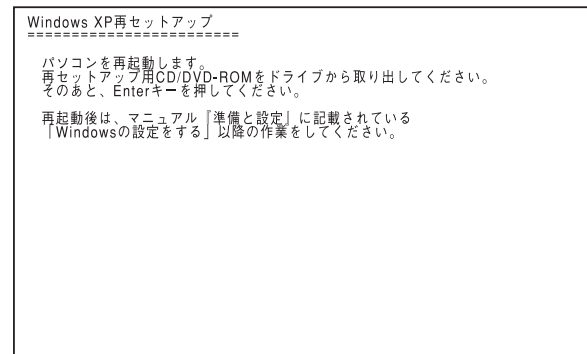 Windows XP再セットアップ
========================
パソコンを再起動します。
再セットアップ用CD/DVD-ROMをドライブから取り出してください。
そのあと、Enterキーを押してください。
再起動後は、マニュアル『準備と設定』に記載されている
「Windowsの設定をする」以降の作業をしてください。